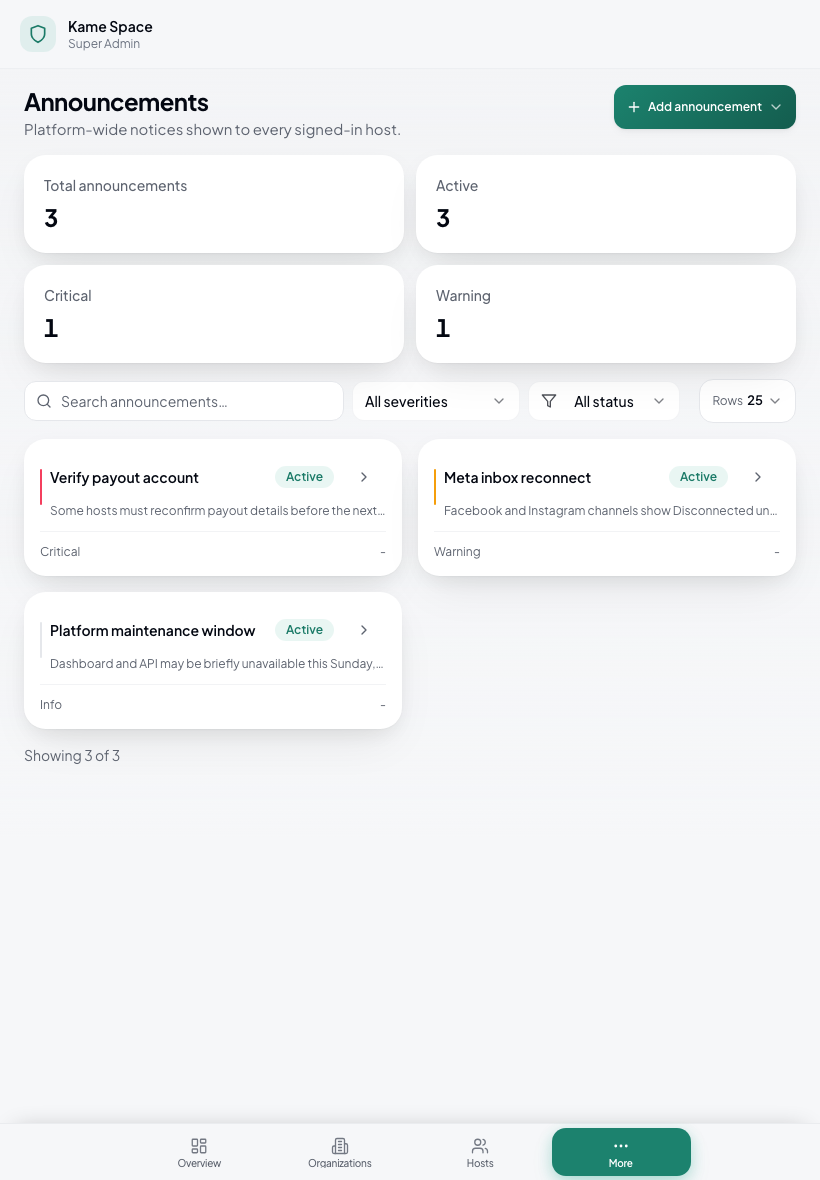 Kame Space
Super Admin
Announcements
Platform-wide notices shown to every signed-in host.
Add announcement
Total announcements
3
Active
3
Critical
1
Warning
1
Search announcements…
All severities
All status
Rows 25
Verify payout account
Active
Some hosts must reconfirm payout details before the next…
Critical
-
Meta inbox reconnect
Active
Facebook and Instagram channels show Disconnected un…
Warning
-
Platform maintenance window
Active
Dashboard and API may be briefly unavailable this Sunday,…
Info
-
Showing 3 of 3
Overview
Organizations
Hosts
More